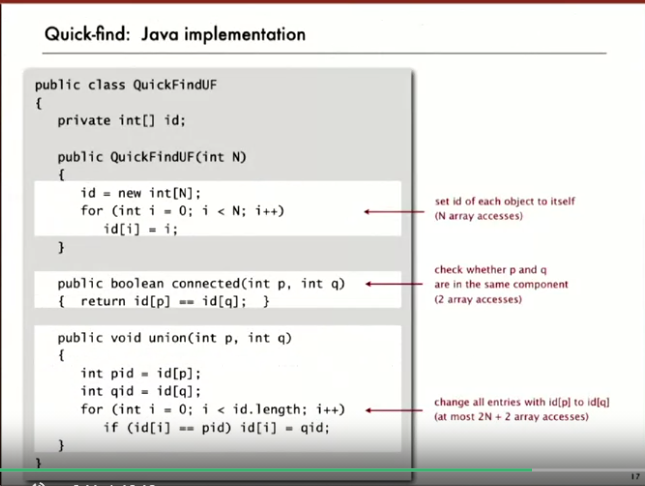 Quick-find: Java implementation
public class QuickFindUF
{
private int[] id;
public QuickFindUF(int N)
{
id = new int[N];
for (int i = 0; i < N; i++)
id[i] = i;
}
set id of each object to itself
(N array accesses)
public boolean connected(int p, int q)
{ return id[p] == id[q]; }
check whether p and q
are in the same component
(2 array accesses)
public void union(int p, int q)
{
int pid = id[p];
int qid = id[q];
for (int i = 0; i < id.length; i++)
if (id[i] == pid) id[i] = qid;
}
change all entries with id[p] to id[q]
(at most 2N + 2 array accesses)
}
17